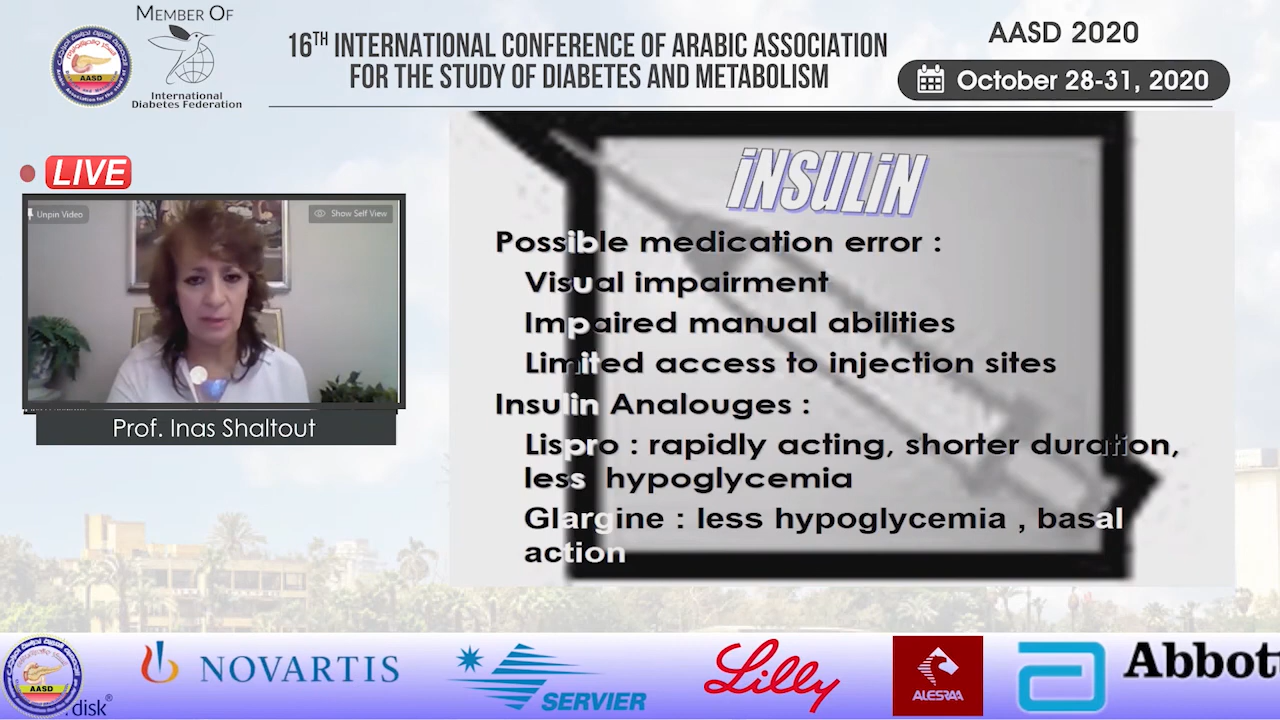 MEMBER OF
International
Diabetes Federation
AASD
16TH INTERNATIONAL CONFERENCE OF ARABIC ASSOCIATION
FOR THE STUDY OF DIABETES AND METABOLISM
AASD 2020
October 28-31, 2020
LIVE
Unpin Video
Show Self View
Prof. Inas Shaltout
iNSULiN
Possible medication error :
Visual impairment
Impaired manual abilities
Limited access to injection sites
Insulin Analouges :
Lispro : rapidly acting, shorter duration,
less hypoglycemia
Glargine : less hypoglycemia , basal
action
AASD
disk®
NOVARTIS
SERVIER
Lilly
ALESRAA
Abbot